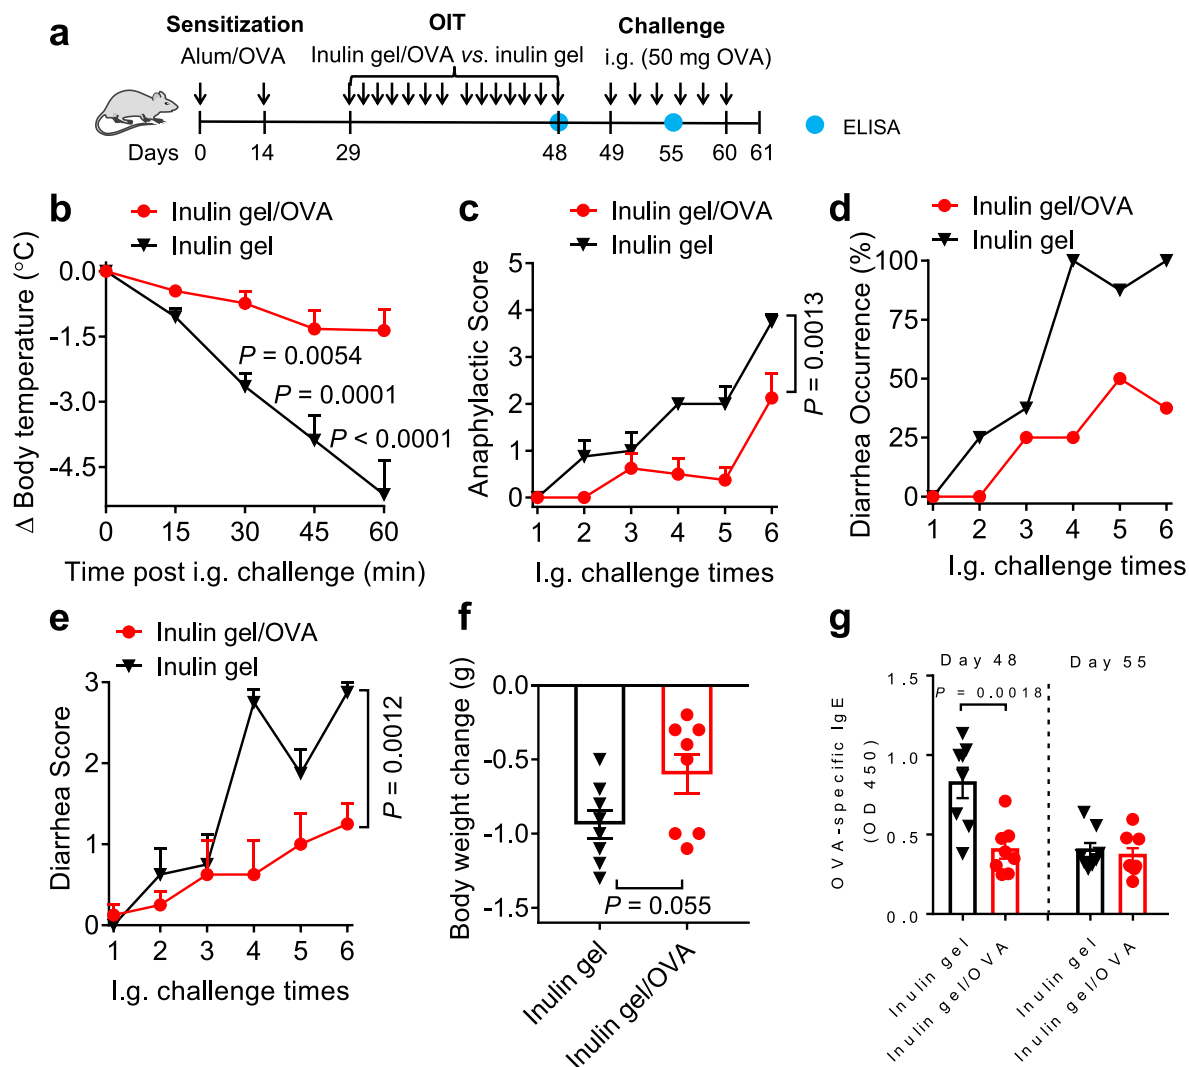 a
Sensitization
OIT
Challenge
Alum/OVA
Inulin gel/OVA vs. inulin gel
i.g. (50 mg OVA)
ELISA
Days
0
14
29
48
49
55
60
61
b
Inulin gel/OVA
Inulin gel
Δ Body temperature (°C)
0.0
-1.5
-3.0
-4.5
P = 0.0054
P = 0.0001
P < 0.0001
0 15 30 45 60
Time post i.g. challenge (min)
c
Inulin gel/OVA
Inulin gel
Anaphylactic Score
5
4
3
2
1
0
P = 0.0013
1 2 3 4 5 6
I.g. challenge times
d
Inulin gel/OVA
Inulin gel
Diarrhea Occurrence (%)
100
75
50
25
0
1 2 3 4 5 6
I.g. challenge times
e
Inulin gel/OVA
Inulin gel
Diarrhea Score
3
2
1
0
P = 0.0012
1 2 3 4 5 6
I.g. challenge times
f
Body weight change (g)
0.0
-0.5
-1.0
-1.5
P = 0.055
Inulin gel
Inulin gel/OVA
g
Day 48
Day 55
P = 0.0018
OVA-specific IgE
(OD 450)
1.5
1.0
0.5
0.0
Inulin gel
Inulin gel/OVA
Inulin gel
Inulin gel/OVA